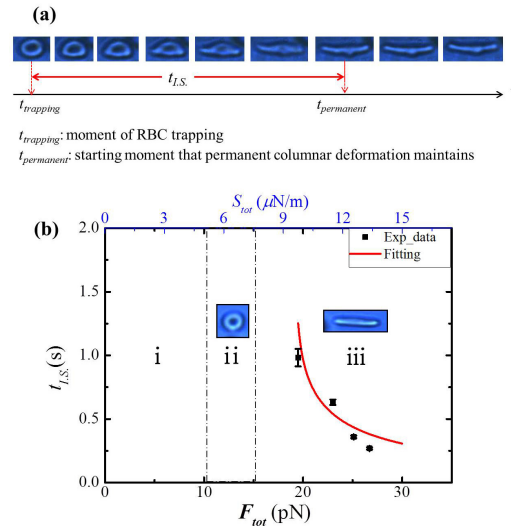 (a)
t_I.S.
t_trapping t_permanent
t_trapping: moment of RBC trapping
t_permanent: starting moment that permanent columnar deformation maintains
S_tot (μN/m)
0 3 6 9 12 15
(b)
2.0
Exp_data
Fitting
1.5
1.0
i ii iii
t_I.S.(s)
0.5
0.0
0 10 20 30
F_tot (pN)